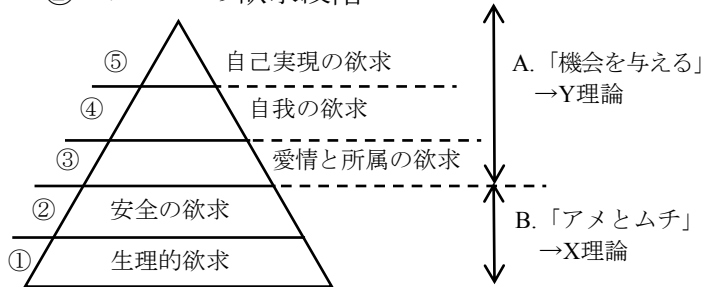 ⑤ 自己実現の欲求
④ 自我の欲求
③ 愛情と所属の欲求
② 安全の欲求
① 生理的欲求
A.「機会を与える」
→Y理論
B.「アメとムチ」
→X理論